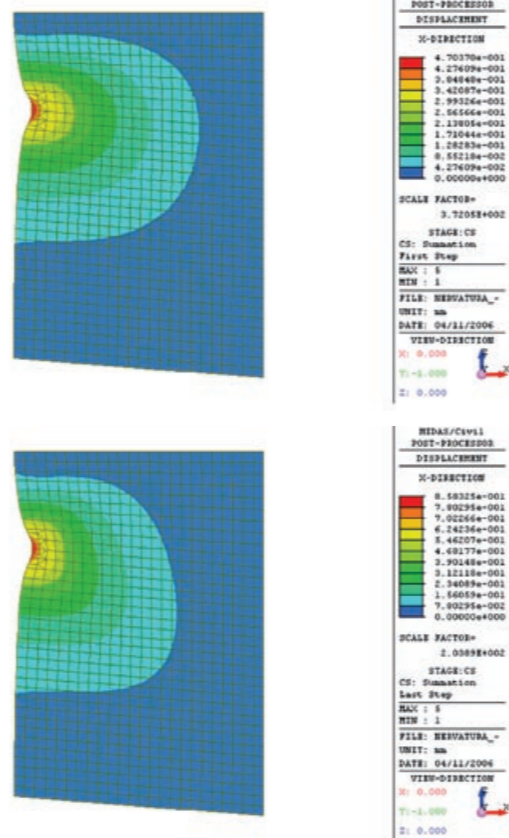 POST-PROCESSOR
DISPLACEMENT
X-DIRECTION
4.70370e-001
4.27609e-001
3.84848e-001
3.42087e-001
2.99326e-001
2.56566e-001
2.13805e-001
1.71044e-001
1.28283e-001
8.55218e-002
4.27609e-002
0.00000e+000
SCALE FACTOR=
3.7205E+002
STAGE:CS
CS: Summation
First Step
MAX : 5
MIN : 1
FILE: NERVATURA_~
UNIT: mm
DATE: 04/11/2006
VIEW-DIRECTION
X: 0.000
Y:-1.000
Z: 0.000
Z
X
MIDAS/Civil
POST-PROCESSOR
DISPLACEMENT
X-DIRECTION
8.58325e-001
7.80295e-001
7.02266e-001
6.24236e-001
5.46207e-001
4.68177e-001
3.90148e-001
3.12118e-001
2.34089e-001
1.56059e-001
7.80295e-002
0.00000e+000
SCALE FACTOR=
2.0389E+002
STAGE:CS
CS: Summation
Last Step
MAX : 5
MIN : 1
FILE: NERVATURA_~
UNIT: mm
DATE: 04/11/2006
VIEW-DIRECTION
X: 0.000
Y:-1.000
Z: 0.000
Z
X